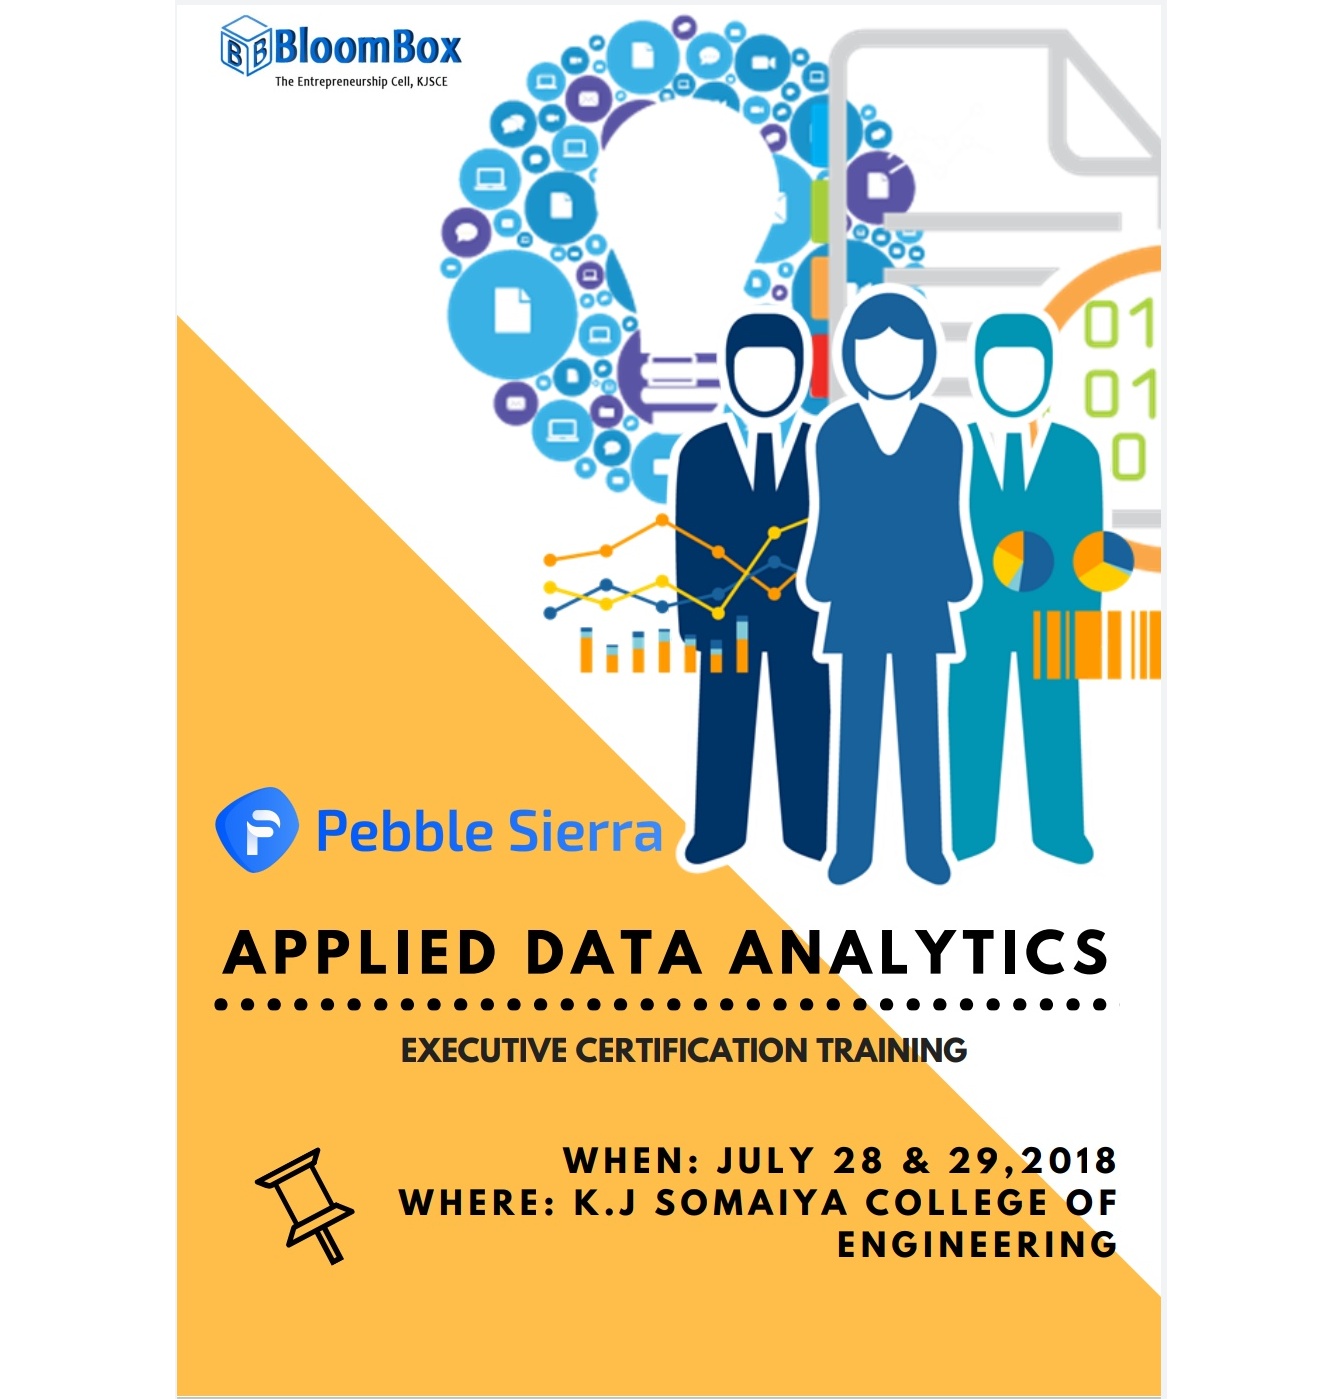 BB BloomBox
The Entrepreneurship Cell, KJSCE
01
01
0
Pebble Sierra
APPLIED DATA ANALYTICS
EXECUTIVE CERTIFICATION TRAINING
WHEN: JULY 28 & 29,2018
WHERE: K.J SOMAIYA COLLEGE OF
ENGINEERING